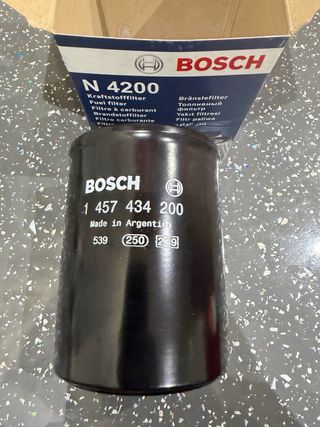 BOSCH
N 4200
Kraftstofffilter
Fuel filter
Filtre à carburant
Brandstoffilter
Filtro carburante
Bränslefilter
Топливный
фильтр
Yakıt filtresi
Filtr paliwa
BOSCH
1 457 434 200
Made in Argentina
539 250 299